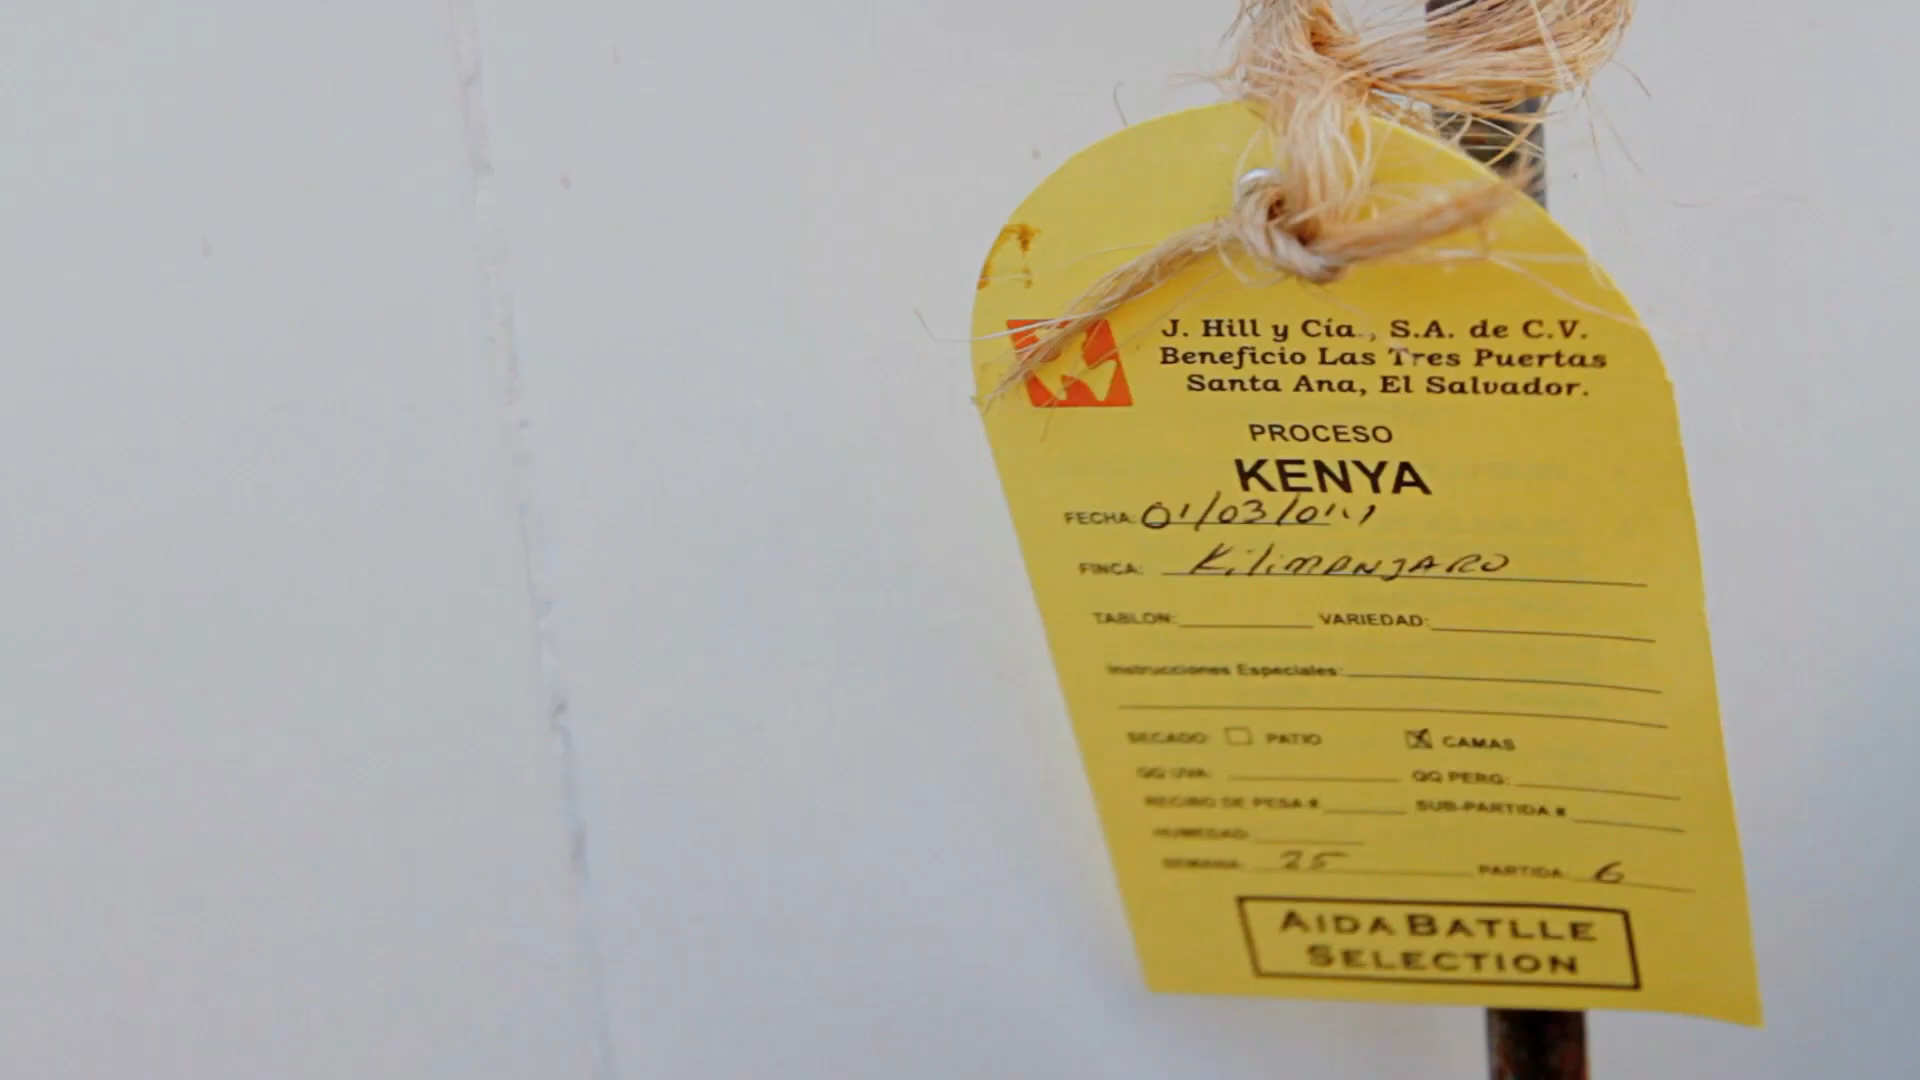 J. Hill y Cía., S.A. de C.V.
Beneficio Las Tres Puertas
Santa Ana, El Salvador.
PROCESO
KENYA
FECHA: 01/03/011
FINCA: KiliMANJARO
TABLON: VARIEDAD:
Instrucciones Especiales:
SECADO: PATIO CAMAS
QQ UVA: QQ PERG:
RECIBO DE PESA # SUB-PARTIDA #
HUMEDAD:
SEMANA: 25 PARTIDA: 6
AIDA BATLLE
SELECTION